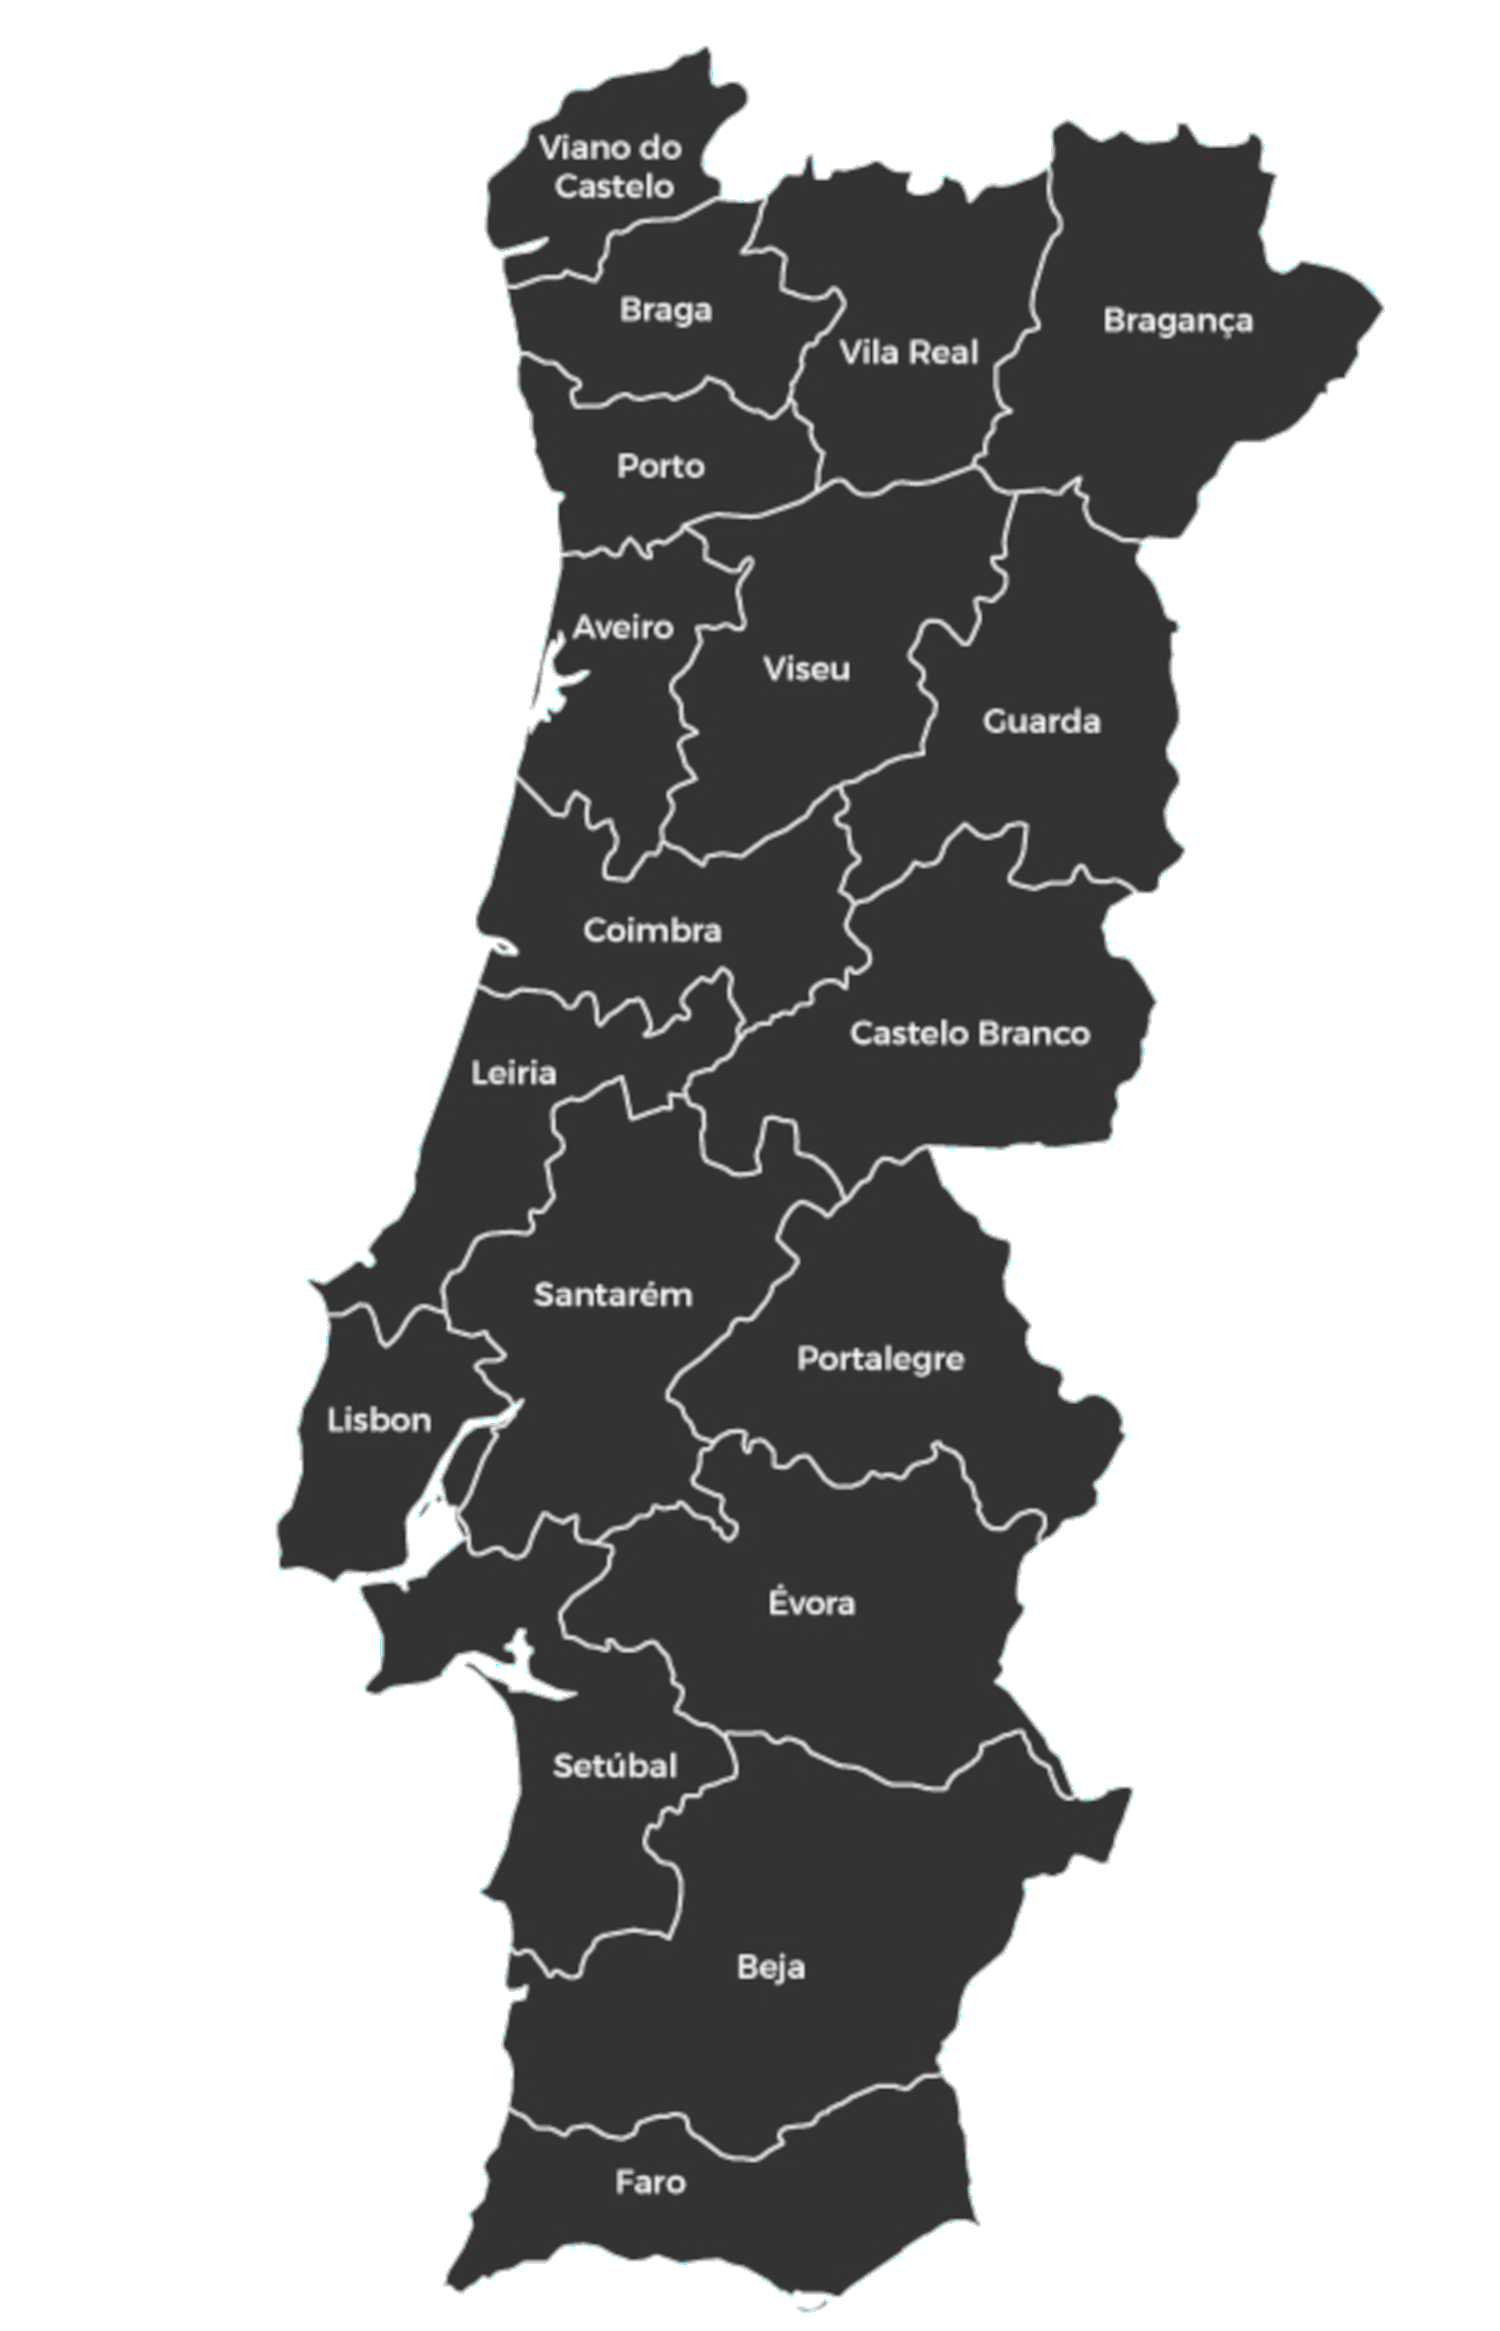 Viano do
Castelo
Braga
Bragança
Vila Real
Porto
Aveiro
Viseu
Guarda
Coimbra
Castelo Branco
Leiria
Santarém
Portalegre
Lisbon
Évora
Setúbal
Beja
Faro